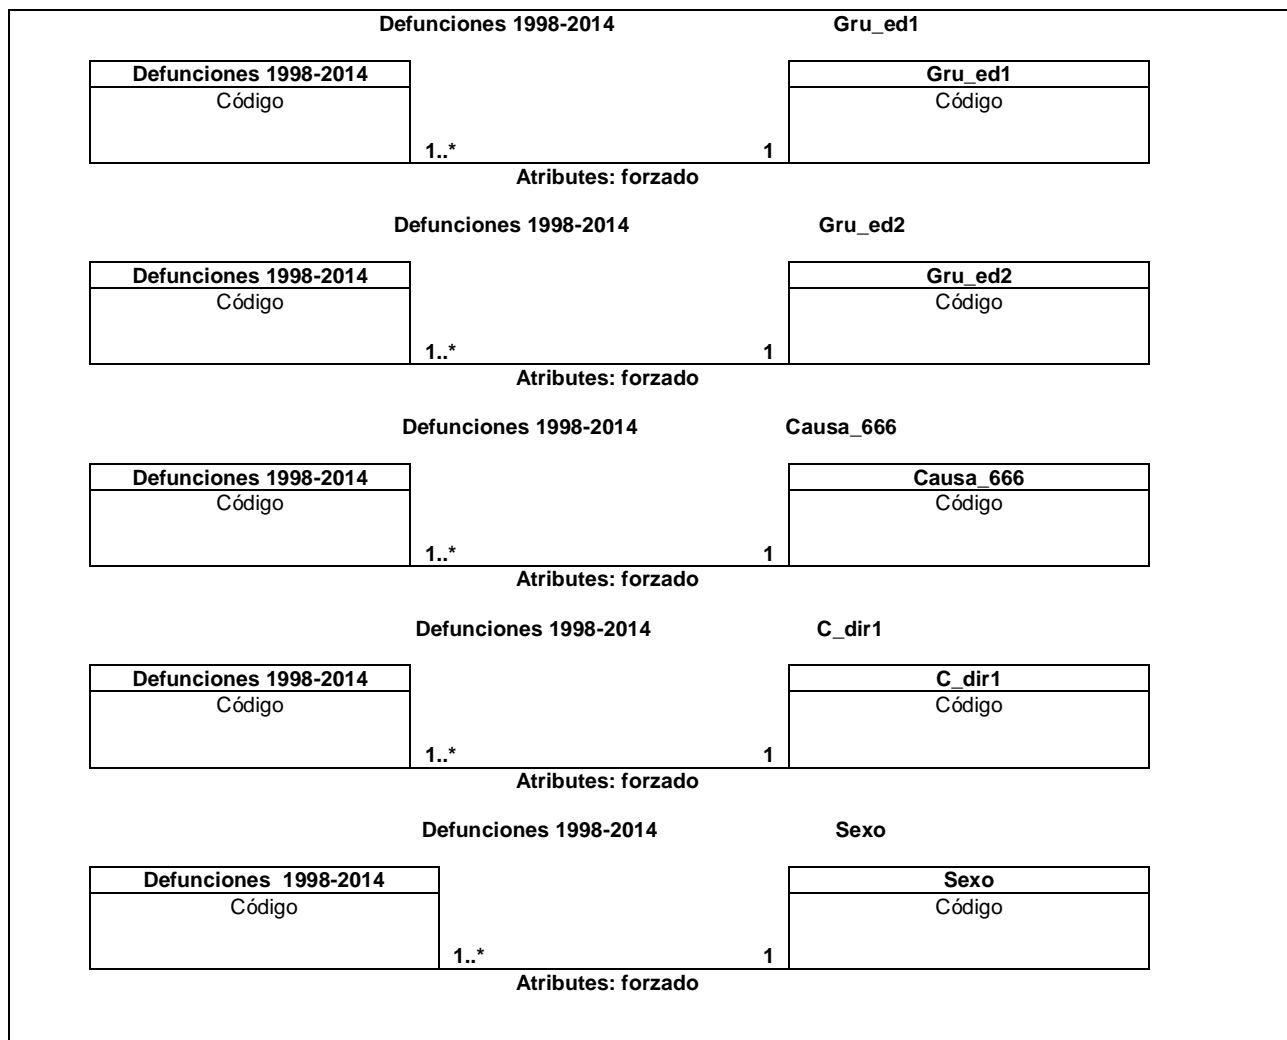 Defunciones 1998-2014 Gru_ed1
Defunciones 1998-2014 Gru_ed1
Código Código
1..* 1
Atributes: forzado
Defunciones 1998-2014 Gru_ed2
Defunciones 1998-2014 Gru_ed2
Código Código
1..* 1
Atributes: forzado
Defunciones 1998-2014 Causa_666
Defunciones 1998-2014 Causa_666
Código Código
1..* 1
Atributes: forzado
Defunciones 1998-2014 C_dir1
Defunciones 1998-2014 C_dir1
Código Código
1..* 1
Atributes: forzado
Defunciones 1998-2014 Sexo
Defunciones 1998-2014 Sexo
Código Código
1..* 1
Atributes: forzado